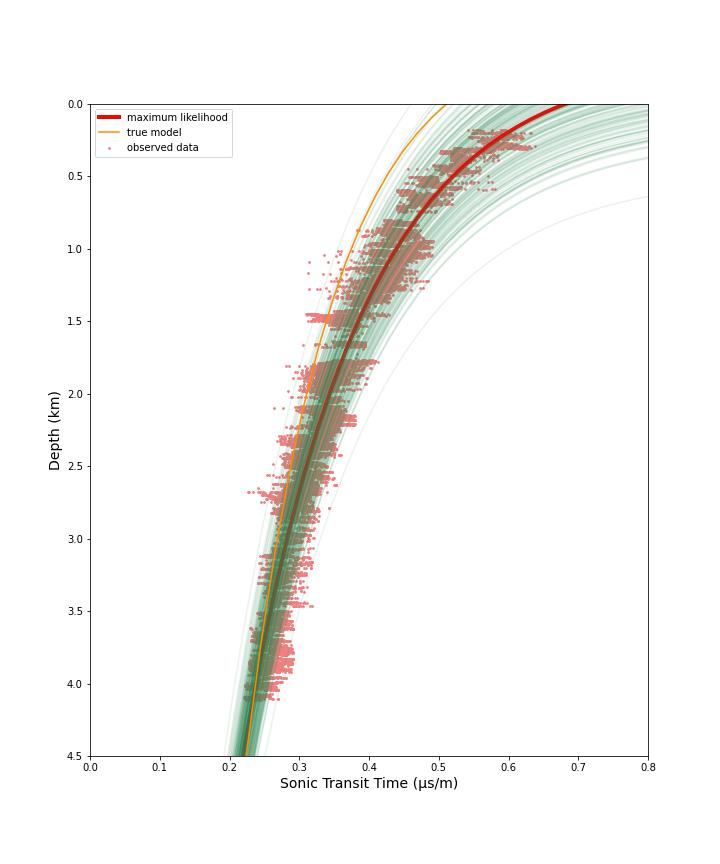 0.0
0.5
1.0
1.5
2.0
2.5
3.0
3.5
4.0
4.5
Depth (km)
maximum likelihood
true model
observed data
0.0 0.1 0.2 0.3 0.4 0.5 0.6 0.7 0.8
Sonic Transit Time (μs/m)